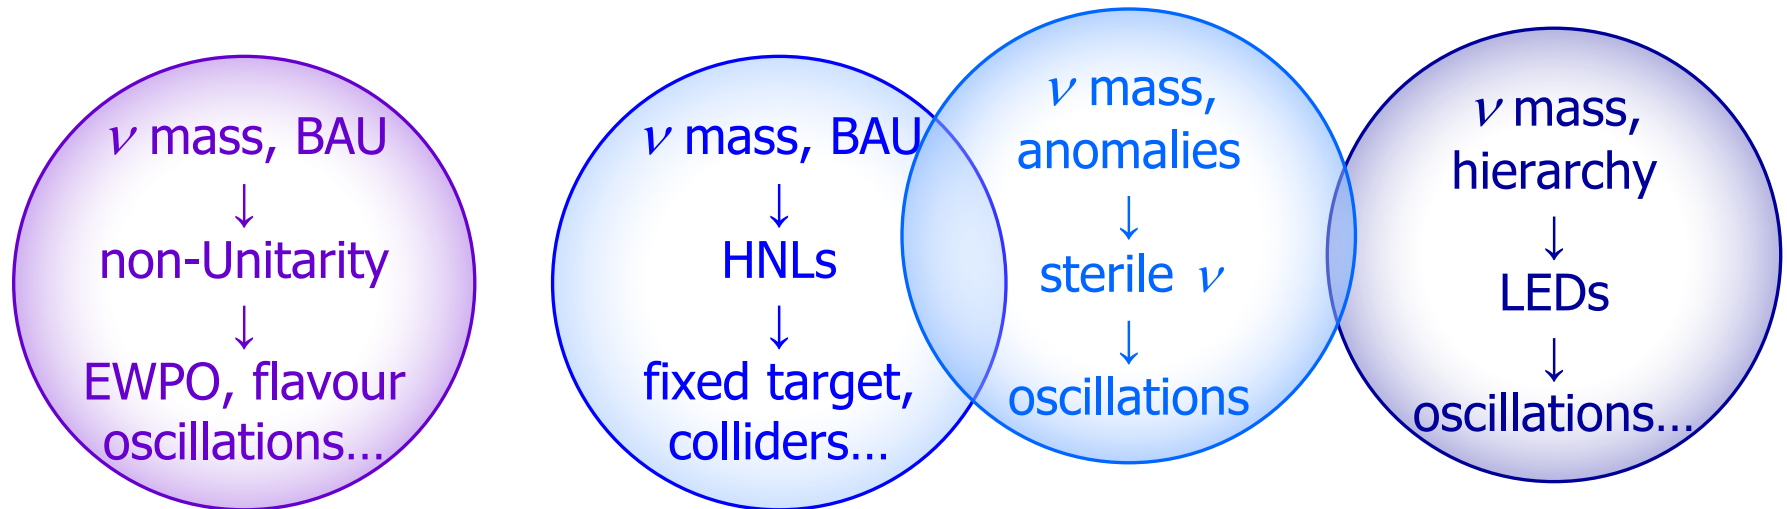 ν mass, BAU
↓
non-Unitarity
↓
EWPO, flavour
oscillations...
ν mass, BAU
↓
HNLs
↓
fixed target,
colliders...
ν mass,
anomalies
↓
sterile ν
↓
oscillations
ν mass,
hierarchy
↓
LEDs
↓
oscillations...